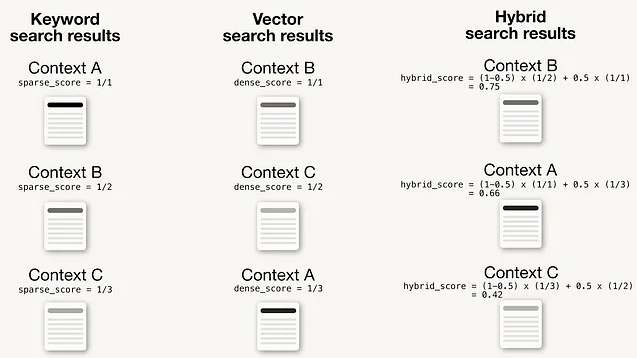 Keyword
search results
Context A
sparse_score = 1/1
Context B
sparse_score = 1/2
Context C
sparse_score = 1/3
Vector
search results
Context B
dense_score = 1/1
Context C
dense_score = 1/2
Context A
dense_score = 1/3
Hybrid
search results
Context B
hybrid_score = (1-0.5) x (1/2) + 0.5 x (1/1)
= 0.75
Context A
hybrid_score = (1-0.5) x (1/1) + 0.5 x (1/3)
= 0.66
Context C
hybrid_score = (1-0.5) x (1/3) + 0.5 x (1/2)
= 0.42